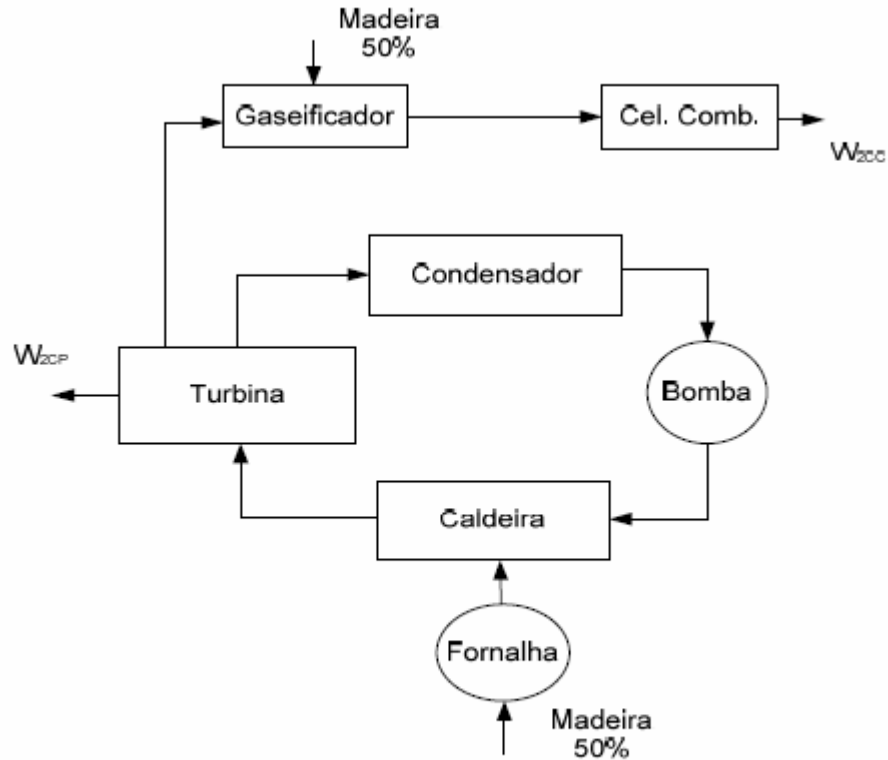 Madeira
50%
Gaseificador
Cel. Comb.
W2CC
Condensador
W2CP
Turbina
Bomba
Caldeira
Fornalha
Madeira
50%